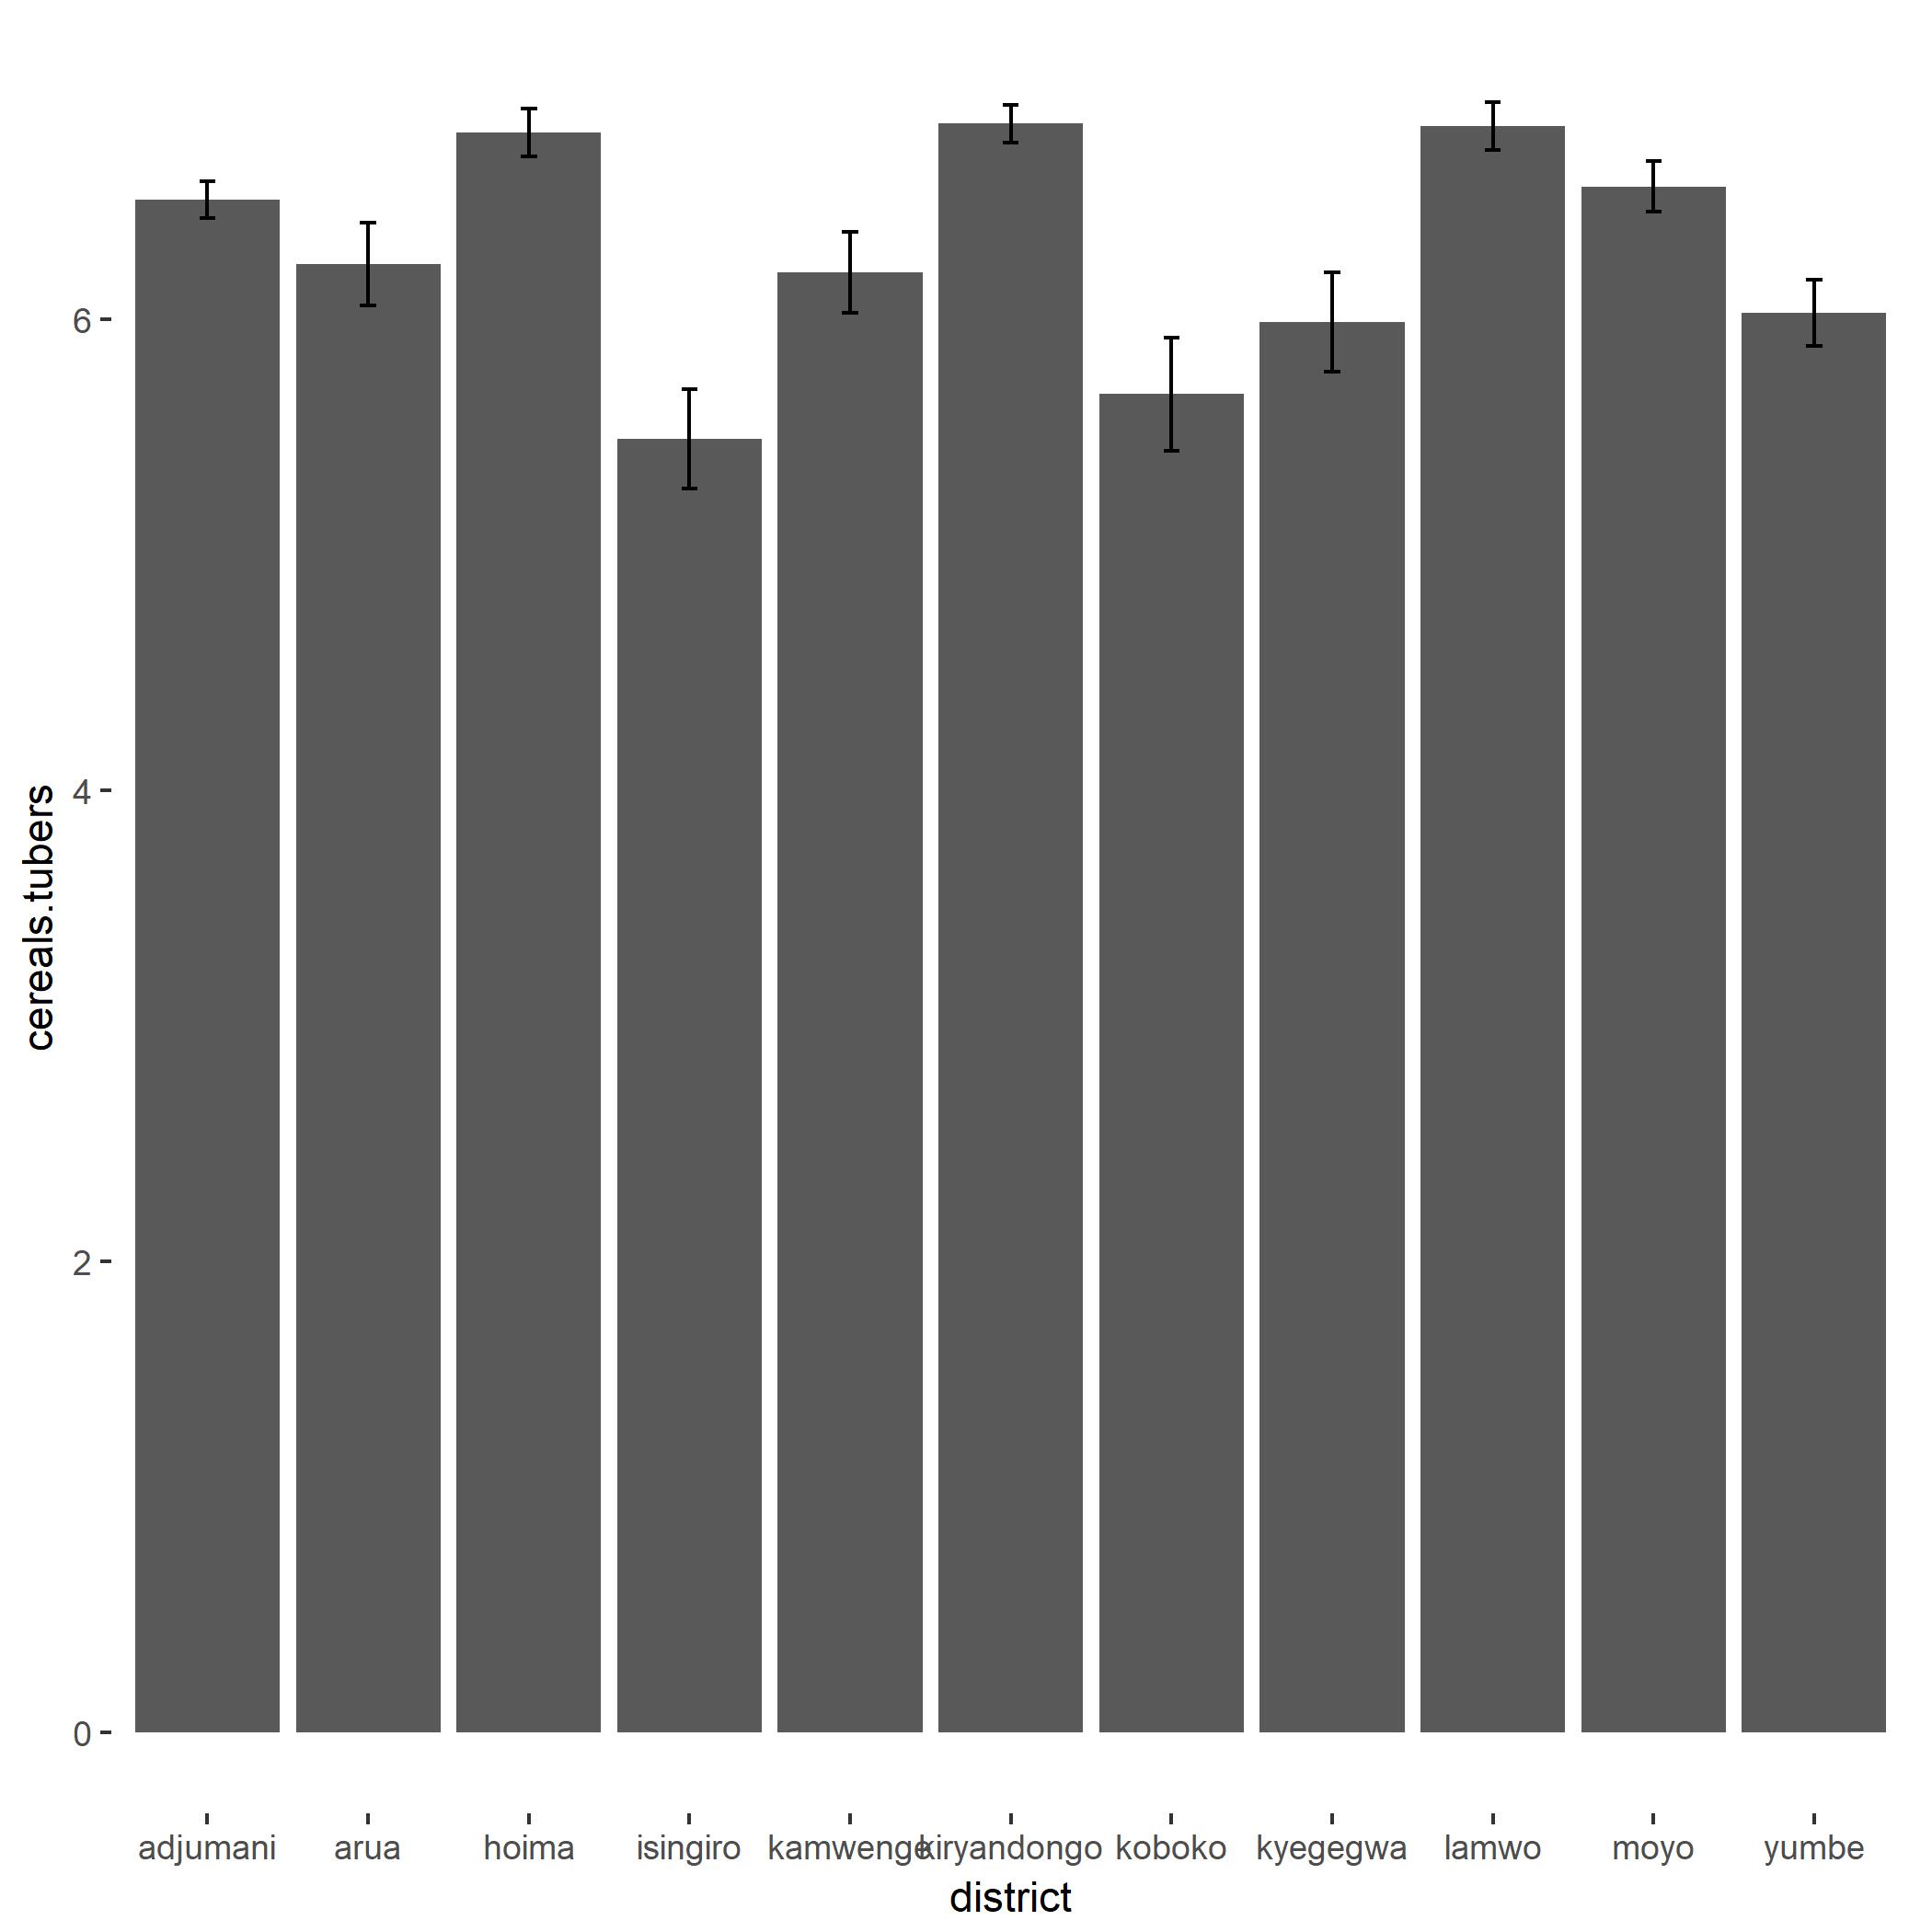 cereals.tubers
6
4
2
0
adjumani arua hoima isingiro kamwenge kiryandongo koboko kyegegwa lamwo moyo yumbe
district